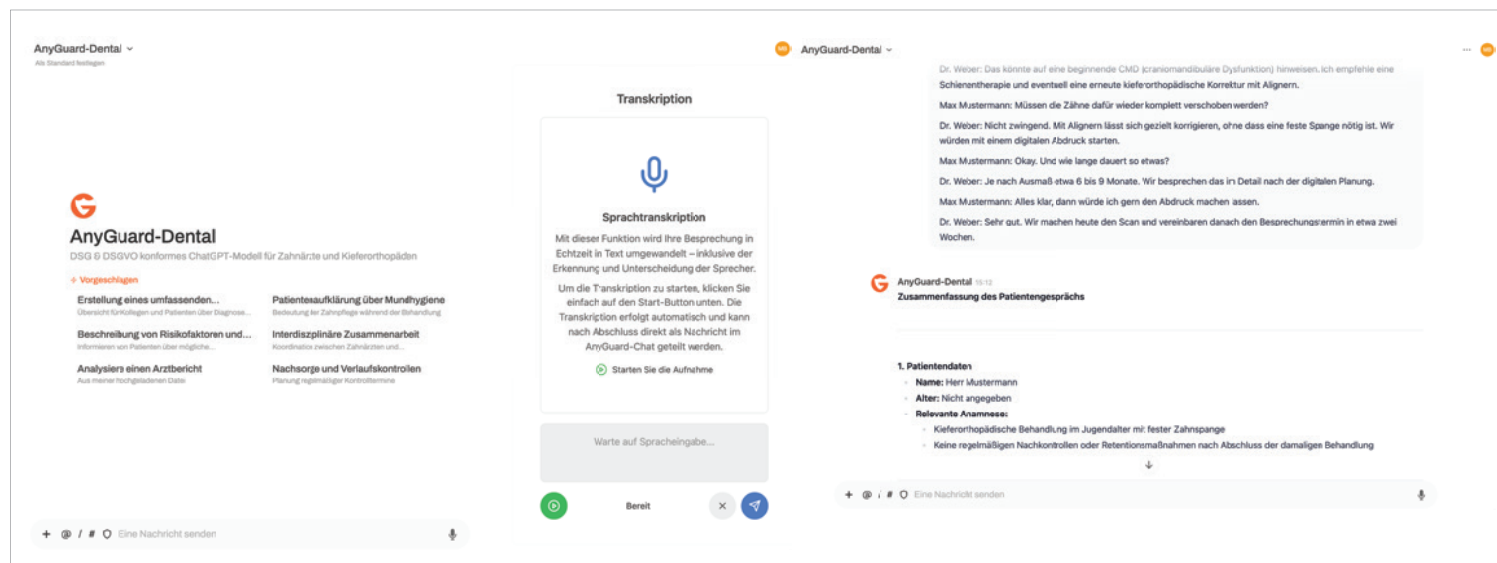 AnyGuard-Dental
Als Standard festlegen
AnyGuard-Dental
DSG & DSGVO konformes ChatGPT-Modell für Zahnärzte und Kieferorthopäden
Vorgeschlagen
Erstellung eines umfassenden...
Übersicht für Kollegen und Patienten über Diagnose...
Beschreibung von Risikofaktoren und...
Informieren von Patienten über mögliche...
Analysiere einen Arztbericht
Aus meiner hochgeladenen Datei
Patientenaufklärung über Mundhygiene
Bedeutung der Zahnpflege während der Behandlung
Interdisziplinäre Zusammenarbeit
Koordination zwischen Zahnärzten und...
Nachsorge und Verlaufskontrollen
Planung regelmäßiger Kontrolltermine
+ @ / # Eine Nachricht senden
Transkription
Sprachtranskription
Mit dieser Funktion wird Ihre Besprechung in
Echtzeit in Text umgewandelt – inklusive der
Erkennung und Unterscheidung der Sprecher.
Um die Transkription zu starten, klicken Sie
einfach auf den Start-Button unten. Die
Transkription erfolgt automatisch und kann
nach Abschluss direkt als Nachricht im
AnyGuard-Chat geteilt werden.
Starten Sie die Aufnahme
Warte auf Spracheingabe...
Bereit
AnyGuard-Dental
Dr. Weber: Das könnte auf eine beginnende CMD (craniomandibuläre Dysfunktion) hinweisen. Ich empfehle eine
Schienentherapie und eventuell eine erneute kieferorthopädische Korrektur mit Alignern.
Max Mustermann: Müssen die Zähne dafür wieder komplett verschoben werden?
Dr. Weber: Nicht zwingend. Mit Alignern lässt sich gezielt korrigieren, ohne dass eine feste Spange nötig ist. Wir
würden mit einem digitalen Abdruck starten.
Max Mustermann: Okay. Und wie lange dauert so etwas?
Dr. Weber: Je nach Ausmaß etwa 6 bis 9 Monate. Wir besprechen das im Detail nach der digitalen Planung.
Max Mustermann: Alles klar, dann würde ich gern den Abdruck machen lassen.
Dr. Weber: Sehr gut. Wir machen heute den Scan und vereinbaren danach den Besprechungstermin in etwa zwei
Wochen.
AnyGuard-Dental 15:12
Zusammenfassung des Patientengesprächs
1. Patientendaten
Name: Herr Mustermann
Alter: Nicht angegeben
Relevante Anamnese:
Kieferorthopädische Behandlung im Jugendalter mit fester Zahnspange
Keine regelmäßigen Nachkontrollen oder Retentionsmaßnahmen nach Abschluss der damaligen Behandlung
+ @ / # Eine Nachricht senden